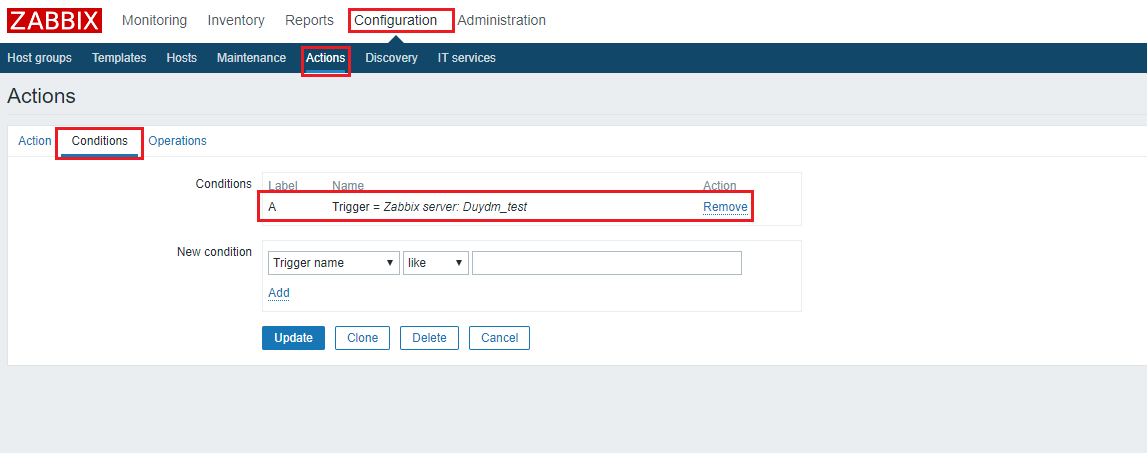 ZABBIX Monitoring Inventory Reports Configuration Administration
Host groups Templates Hosts Maintenance Actions Discovery IT services
Actions
Action Conditions Operations
Conditions Label Name Action
A Trigger = Zabbix server: Duydm_test Remove
New condition
Trigger name like
Add
Update Clone Delete Cancel